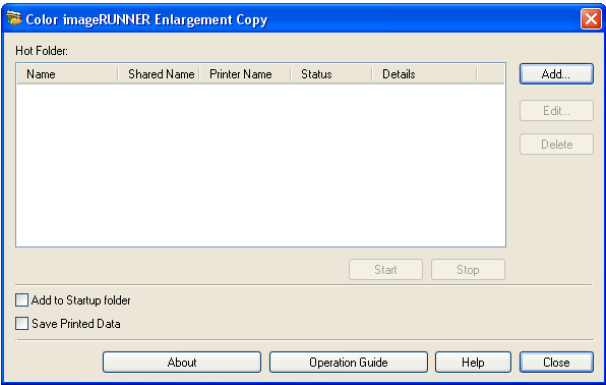 Color imageRUNNER Enlargement Copy
Hot Folder:
Name Shared Name Printer Name Status Details
Add...
Edit...
Delete
Start Stop
Add to Startup folder
Save Printed Data
About Operation Guide Help Close